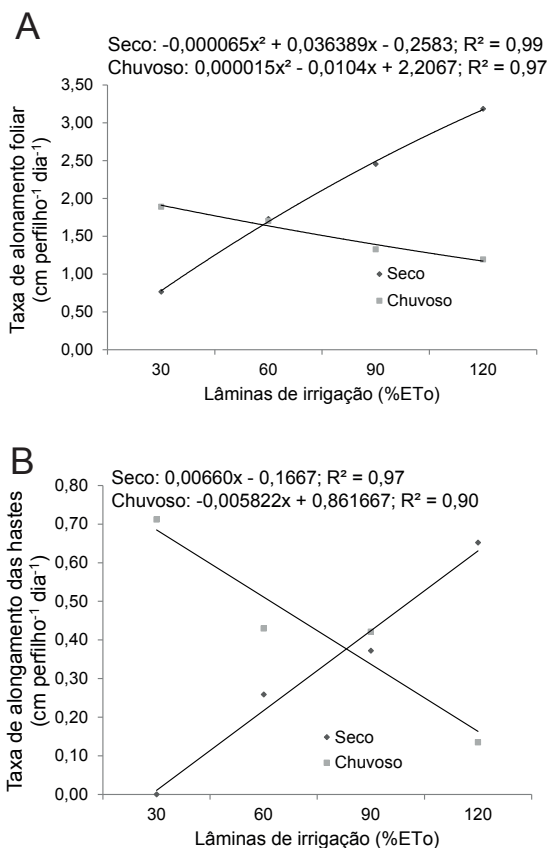 A
Seco: -0,000065x² + 0,036389x - 0,2583; R² = 0,99
Chuvoso: 0,000015x² - 0,0104x + 2,2067; R² = 0,97
Taxa de alonamento foliar
(cm perfilho⁻¹ dia⁻¹)
3,50
3,00
2,50
2,00
1,50
1,00
0,50
0,00
Seco
Chuvoso
30 60 90 120
Lâminas de irrigação (%ETo)
B
Seco: 0,00660x - 0,1667; R² = 0,97
Chuvoso: -0,005822x + 0,861667; R² = 0,90
Taxa de alongamento das hastes
(cm perfilho⁻¹ dia⁻¹)
0,80
0,70
0,60
0,50
0,40
0,30
0,20
0,10
0,00
Seco
Chuvoso
30 60 90 120
Lâminas de irrigação (%ETo)